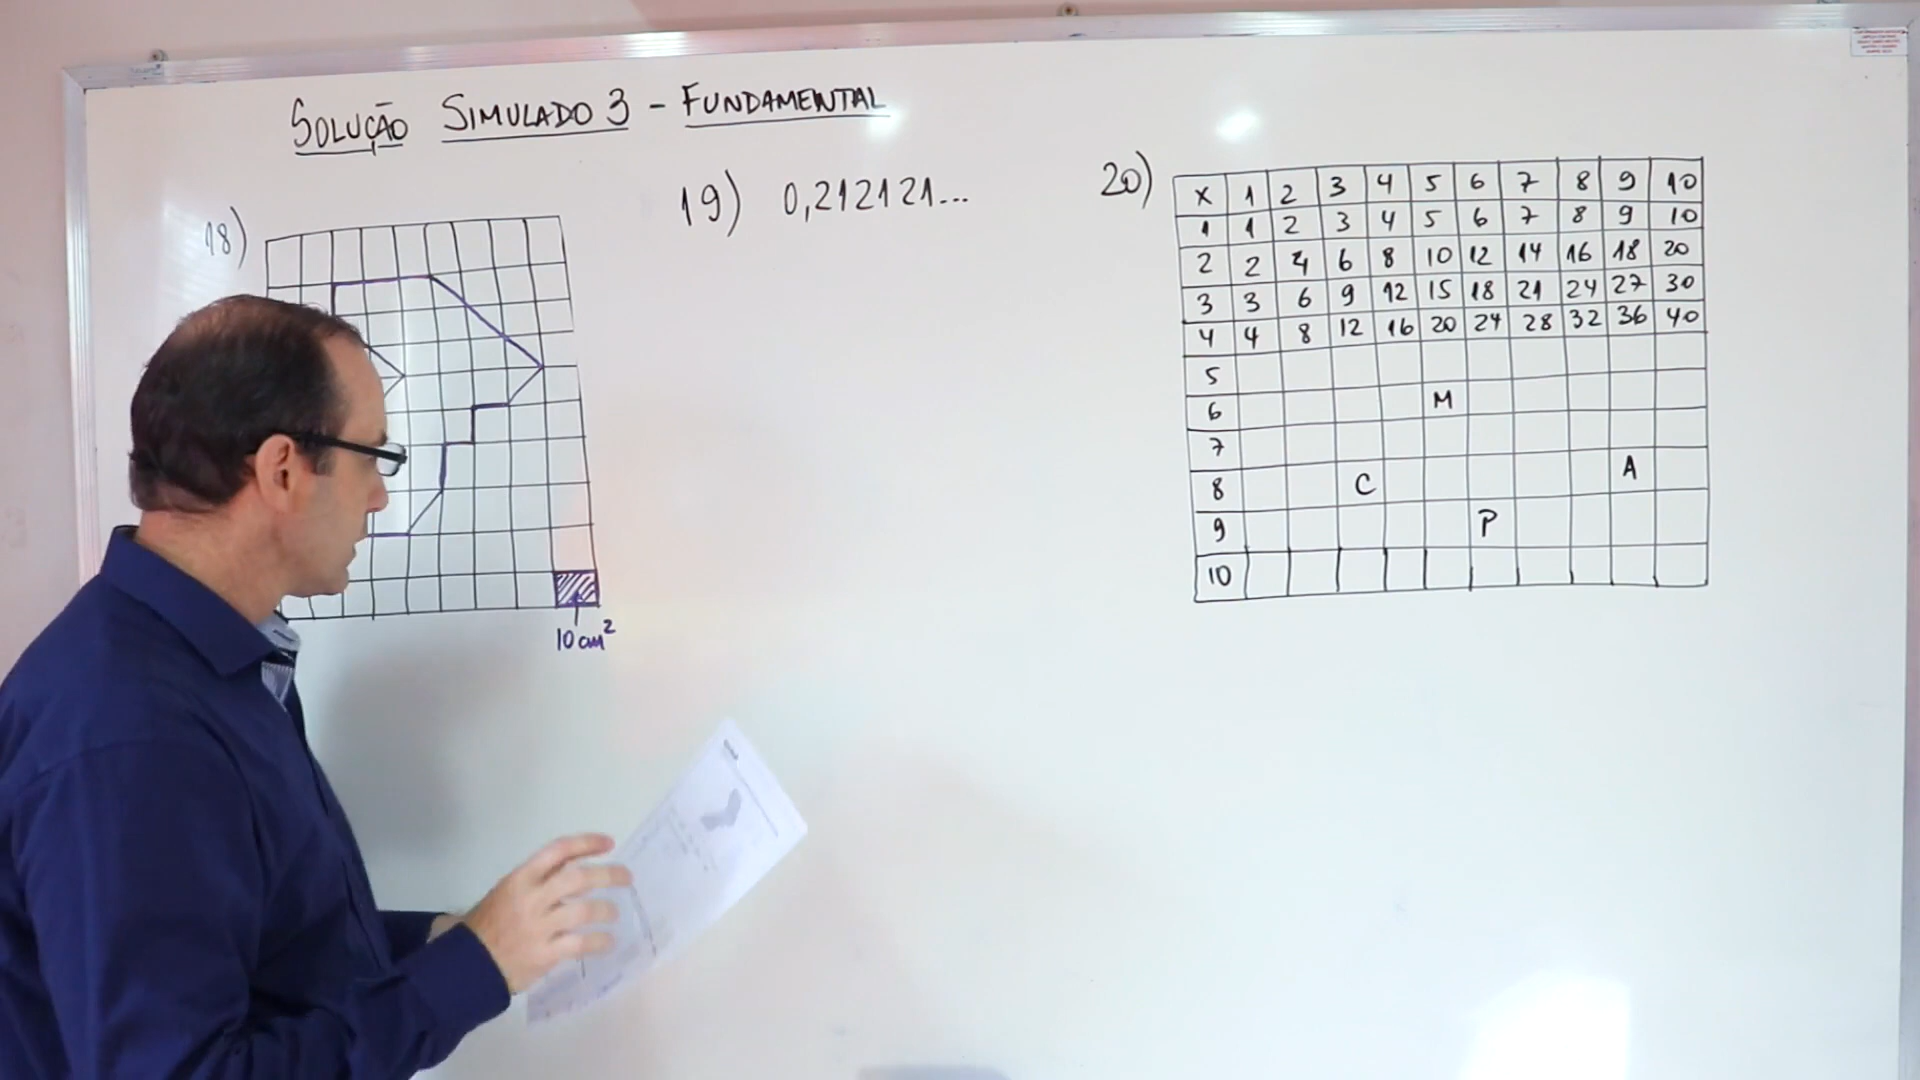 SOLUÇÃO SIMULADO 3 - FUNDAMENTAL
18)
10 cm²
19) 0,212121...
20)
X 1 2 3 4 5 6 7 8 9 10
1 1 2 3 4 5 6 7 8 9 10
2 2 4 6 8 10 12 14 16 18 20
3 3 6 9 12 15 18 21 24 27 30
4 4 8 12 16 20 24 28 32 36 40
5
6 M
7
8 C A
9 P
10